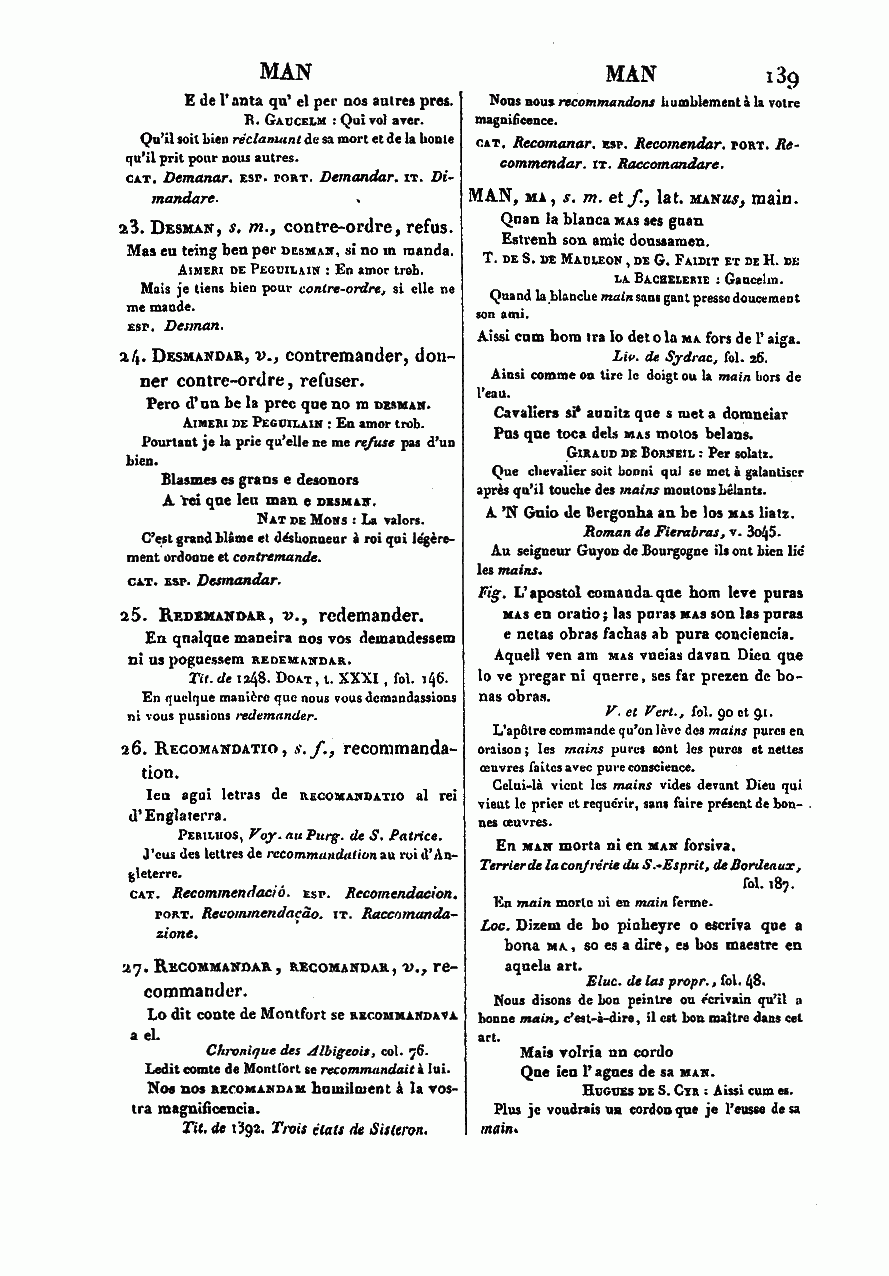 MAN
MAN 139
E de l'anta qu' el per nos autres pres.
R. GAUCELM : Qui vol aver.
Qu'il soit bien réclamant de sa mort et de la honte
qu'il prit pour nous autres.
CAT. Demanar. ESP. PORT. Demandar. IT. Di-
mandare.
23. DESMAN, s. m., contre-ordre, refus.
Mas eu teing ben per DESMAN, si no m manda.
AIMERI DE PEGUILAIN : En amor trob.
Mais je tiens bien pour contre-ordre, si elle ne
me mande.
ESP. Desman.
24. DESMANDAR, v., contremander, don-
ner contre-ordre, refuser.
Pero d'un be la prec que no m DESMAN.
AIMERI DE PEGUILAIN : En amor trob.
Pourtant je la prie qu'elle ne me refuse pas d'un
bien.
Blasmes es grans e desonors
A rei que leu man e DESMAN.
NAT DE MONS : La valors.
C'est grand blâme et déshonneur à roi qui légère-
ment ordonne et contremande.
CAT. ESP. Desmandar.
25. REDEMANDAR, v., redemander.
En qualque maneira nos vos demandessem
ni us poguessem REDEMANDAR.
Tit. de 1248. DOAT, t. XXXI, fol. 146.
En quelque manière que nous vous demandassions
ni vous pussions redemander.
26. RECOMANDATIO, s. f., recommanda-
tion.
Ieu agui letras de RECOMANDATIO al rei
d'Englaterra.
PERILHOS, Voy. au Purg. de S. Patrice.
J'eus des lettres de recommandation au roi d'An-
gleterre.
CAT. Recommendació. ESP. Recomendacion.
PORT. Recommendação. IT. Raccomanda-
zione.
27. RECOMMANDAR, RECOMANDAR, v., re-
commander.
Lo dit conte de Montfort se RECOMMANDAVA
a el.
Chronique des Albigeois, col. 76.
Ledit comte de Montfort se recommandait à lui.
Nos nos RECOMANDAM humilment à la vos-
tra magnificencia.
Tit. de 1392. Trois états de Sisteron.
Nous nous recommandons humblement à la votre
magnificence.
CAT. Recomanar. ESP. Recomendar. PORT. Re-
commendar. IT. Raccomandare.
MAN, MA, s. m. et f., lat. MANus, main.
Quan la blanca MAS ses guan
Estrenh son amic doussamen.
T. DE S. DE MAULEON, DE G. FAIDIT ET DE H. DE
LA BACHELERIE : Gaucelm.
Quand la blanche main sans gant presse doucement
son ami.
Aissi cum hom tra lo det o la MA fors de l'aiga.
Liv. de Sydrac, fol. 26.
Ainsi comme on tire le doigt ou la main hors de
l'eau.
Cavaliers si' aunitz que s met a domneiar
Pus que toca dels MAS motos belans.
GIRAUD DE BORNEIL : Per solatz.
Que chevalier soit honni qui se met à galantiser
après qu'il touche des mains moutons bêlants.
A 'N Guio de Bergonha an be los MAS liatz.
Roman de Fierabras, v. 3045.
Au seigneur Guyon de Bourgogne ils ont bien lié
les mains.
Fig. L'apostol comanda que hom leve puras
MAS en oratio; las puras MAS son las puras
e netas obras fachas ab pura conciencia.
Aquell ven am MAS vueias davan Dieu que
lo ve pregar ni querre, ses far prezen de bo-
nas obras.
V. et Vert., fol. 90 et 91.
L'apôtre commande qu'on lève des mains pures en
oraison; les mains pures sont les pures et nettes
œuvres faites avec pure conscience.
Celui-là vient les mains vides devant Dieu qui
vient le prier et requérir, sans faire présent de bon-
nes œuvres.
En MAN morta ni en MAN forsiva.
Terrier de la confrérie du S.-Esprit, de Bordeaux,
fol. 187.
En main morte ni en main ferme.
Loc. Dizem de bo pinheyre o escriva que a
bona MA, so es a dire, es bos maestre en
aquela art.
Eluc. de las propr., fol. 48.
Nous disons de bon peintre ou écrivain qu'il a
bonne main, c'est-à-dire, il est bon maître dans cet
art.
Mais volria un cordo
Que ieu l'agues de sa MAN.
HUGUES DE S. CYR : Aissi cum es.
Plus je voudrais un cordon que je l'eusse de sa
main.